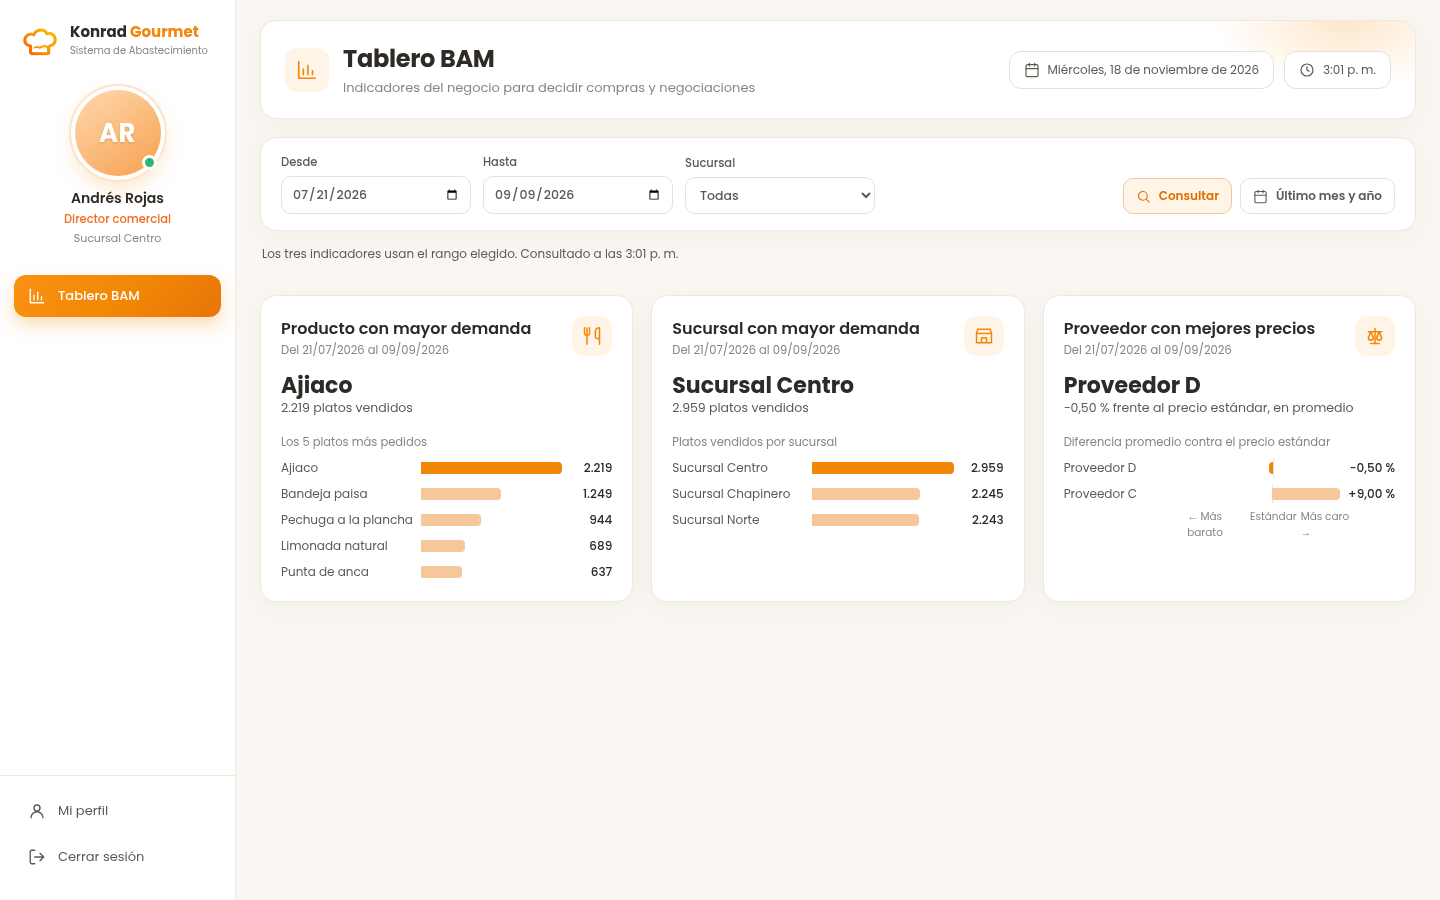 Konrad Gourmet
Sistema de Abastecimiento
AR
Andrés Rojas
Director comercial
Sucursal Centro
Tablero BAM
Mi perfil
Cerrar sesión
Tablero BAM
Indicadores del negocio para decidir compras y negociaciones
Miércoles, 18 de noviembre de 2026
3:01 p. m.
Desde
07/21/2026
Hasta
09/09/2026
Sucursal
Todas
Consultar
Último mes y año
Los tres indicadores usan el rango elegido. Consultado a las 3:01 p. m.
Producto con mayor demanda
Del 21/07/2026 al 09/09/2026
Ajiaco
2.219 platos vendidos
Los 5 platos más pedidos
Ajiaco 2.219
Bandeja paisa 1.249
Pechuga a la plancha 944
Limonada natural 689
Punta de anca 637
Sucursal con mayor demanda
Del 21/07/2026 al 09/09/2026
Sucursal Centro
2.959 platos vendidos
Platos vendidos por sucursal
Sucursal Centro 2.959
Sucursal Chapinero 2.245
Sucursal Norte 2.243
Proveedor con mejores precios
Del 21/07/2026 al 09/09/2026
Proveedor D
-0,50 % frente al precio estándar, en promedio
Diferencia promedio contra el precio estándar
Proveedor D -0,50 %
Proveedor C +9,00 %
← Más barato
Estándar
Más caro →